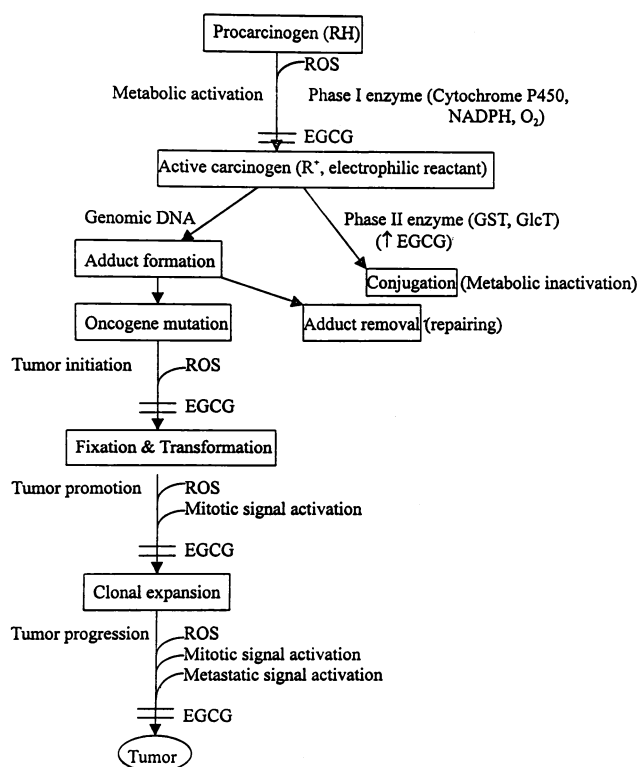 Procarcinogen (RH)
ROS
Metabolic activation
Phase I enzyme (Cytochrome P450,
NADPH, O₂)
EGCG
Active carcinogen (R⁺, electrophilic reactant)
Genomic DNA
Phase II enzyme (GST, GlcT)
(↑ EGCG)
Adduct formation
Conjugation (Metabolic inactivation)
Oncogene mutation
Adduct removal (repairing)
Tumor initiation
ROS
EGCG
Fixation & Transformation
Tumor promotion
ROS
Mitotic signal activation
EGCG
Clonal expansion
Tumor progression
ROS
Mitotic signal activation
Metastatic signal activation
EGCG
Tumor